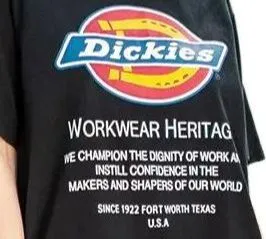 Dickies
WORKWEAR HERITAG
WE CHAMPION THE DIGNITY OF WORK AN
INSTILL CONFIDENCE IN THE
MAKERS AND SHAPERS OF OUR WORLD
SINCE 1922 FORT WORTH TEXAS
U.S.A